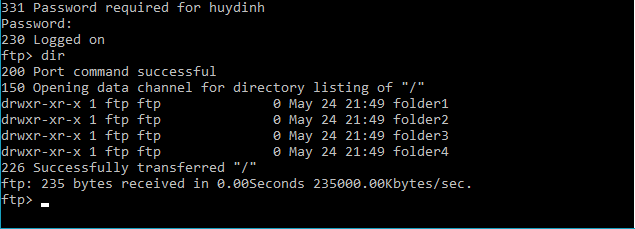 331 Password required for huydinh
Password:
230 Logged on
ftp> dir
200 Port command successful
150 Opening data channel for directory listing of "/"
drwxr-xr-x 1 ftp ftp              0 May 24 21:49 folder1
drwxr-xr-x 1 ftp ftp              0 May 24 21:49 folder2
drwxr-xr-x 1 ftp ftp              0 May 24 21:49 folder3
drwxr-xr-x 1 ftp ftp              0 May 24 21:49 folder4
226 Successfully transferred "/"
ftp: 235 bytes received in 0.00Seconds 235000.00Kbytes/sec.
ftp>